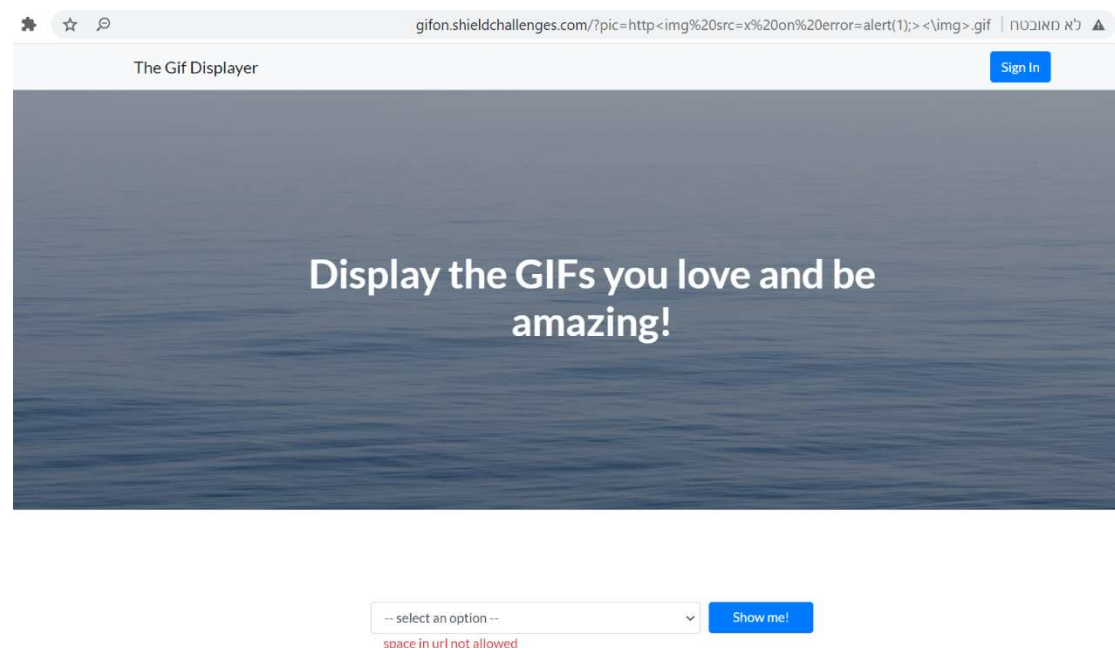 gifon.shieldchallenges.com/?pic=http<img%20src=x%20on%20error=alert(1);><\img>.gif | לא מאובטח
The Gif Displayer
Sign In
Display the GIFs you love and be
amazing!
-- select an option --
Show me!
space in url not allowed